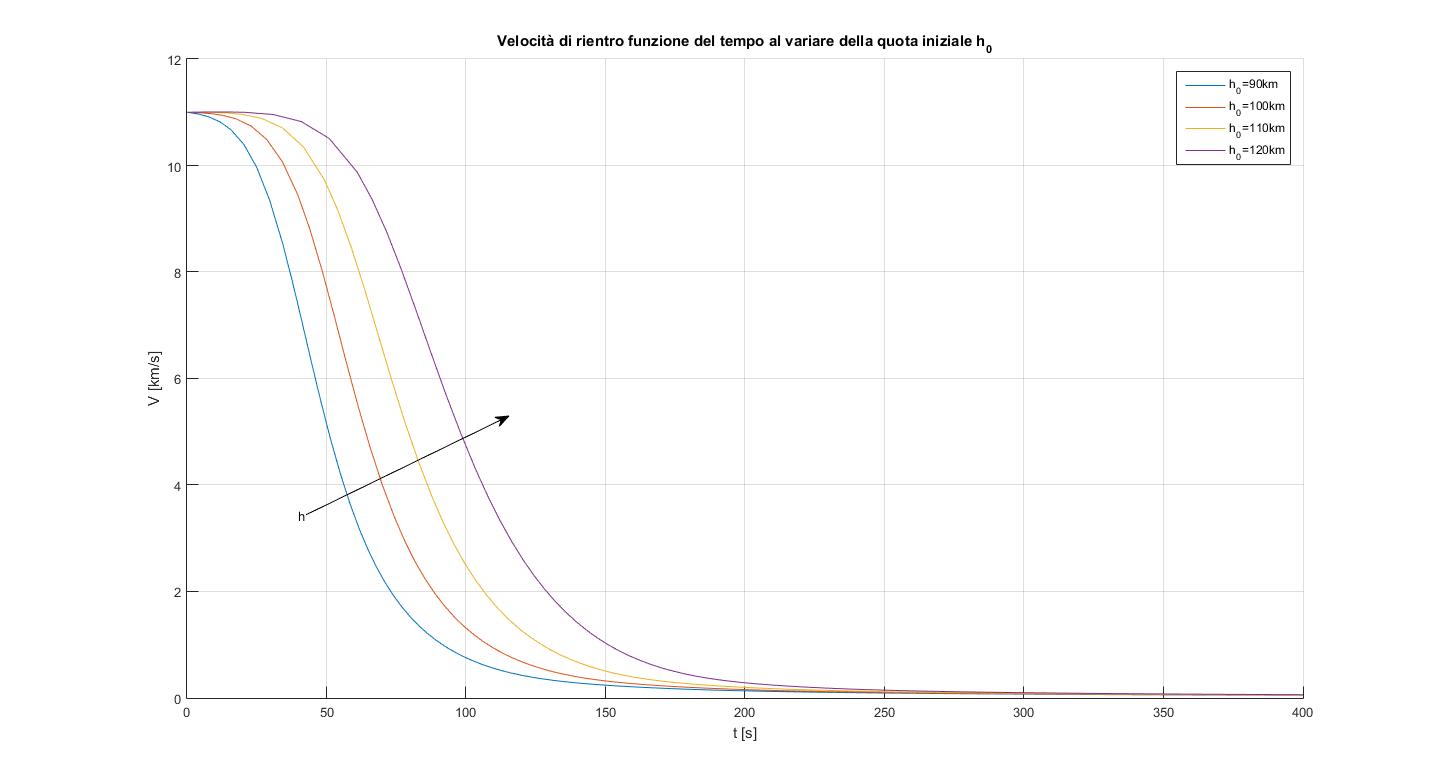 Velocità di rientro funzione del tempo al variare della quota iniziale h0
12
10
8
6
4
2
0
V [km/s]
h0=90km
h0=100km
h0=110km
h0=120km
h
0 50 100 150 200 250 300 350 400
t [s]